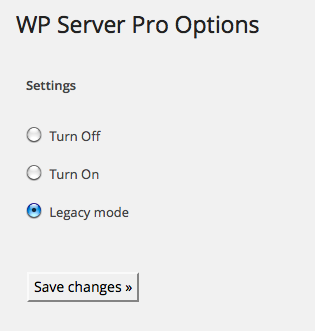 WP Server Pro Options
Settings
Turn Off
Turn On
Legacy mode
Save changes »